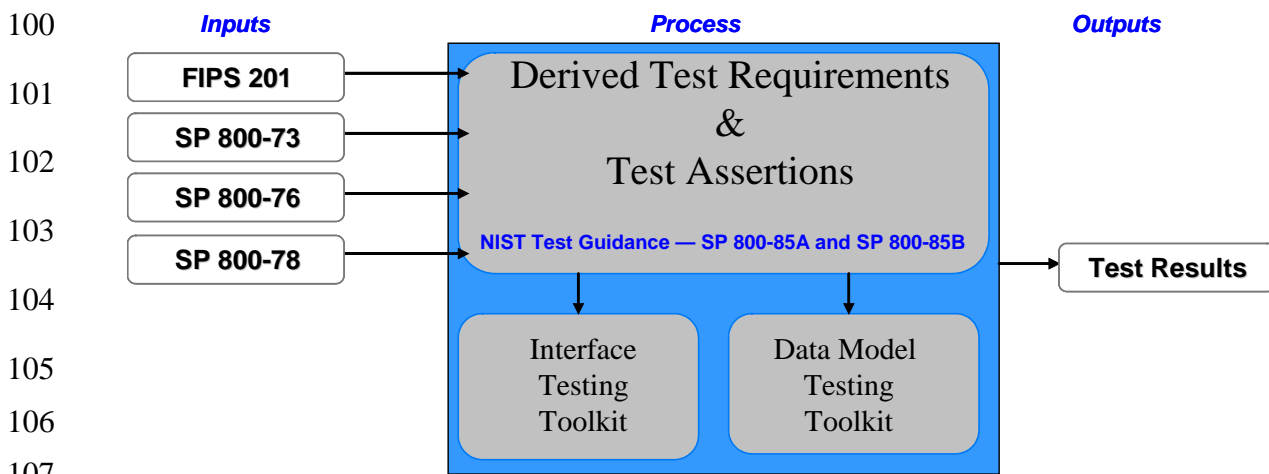 100
Inputs Process Outputs
FIPS 201
Derived Test Requirements
101
&
SP 800-73
102
Test Assertions
SP 800-76
103
NIST Test Guidance — SP 800-85A and SP 800-85B
SP 800-78
Test Results
104
Interface
Testing
Toolkit
Data Model
Testing
Toolkit
105
106
107